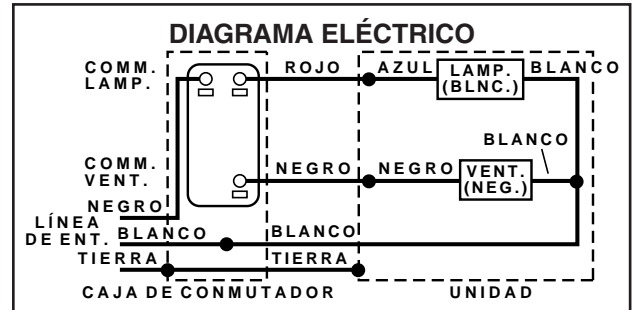 DIAGRAMA ELÉCTRICO
COMM. LAMP.
ROJO
AZUL
LAMP. (BLNC.)
BLANCO
BLANCO
COMM. VENT.
NEGRO
NEGRO
VENT. (NEG.)
NEGRO
LÍNEA DE ENT.
BLANCO
BLANCO
TIERRA
TIERRA
CAJA DE CONMUTADOR
UNIDAD